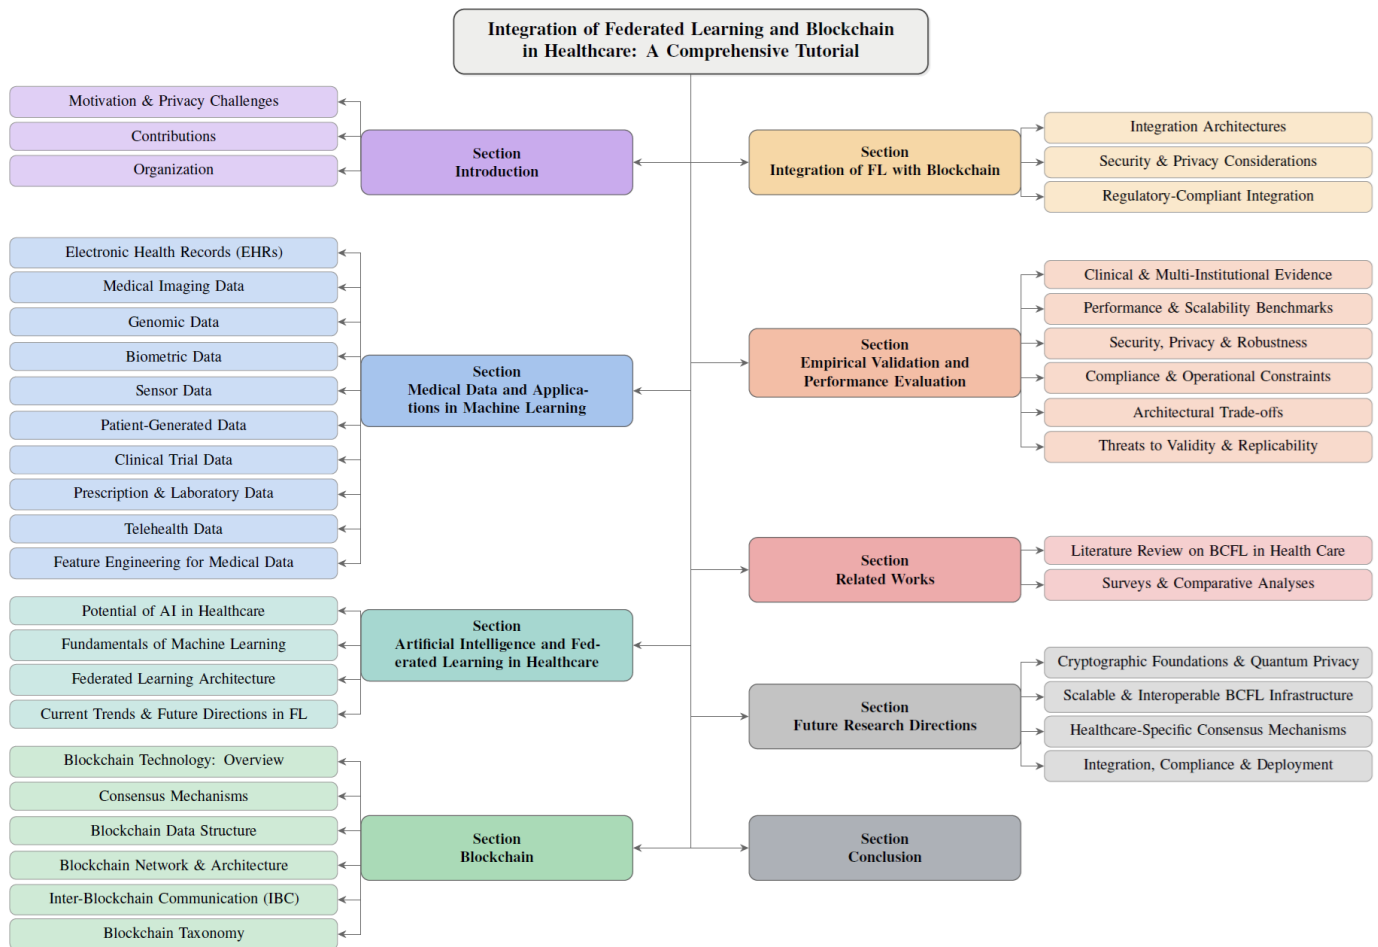 Integration of Federated Learning and Blockchain
in Healthcare: A Comprehensive Tutorial
Motivation & Privacy Challenges
Contributions
Organization
Section
Introduction
Electronic Health Records (EHRs)
Medical Imaging Data
Genomic Data
Biometric Data
Sensor Data
Patient-Generated Data
Clinical Trial Data
Prescription & Laboratory Data
Telehealth Data
Feature Engineering for Medical Data
Section
Medical Data and Applica-
tions in Machine Learning
Potential of AI in Healthcare
Fundamentals of Machine Learning
Federated Learning Architecture
Current Trends & Future Directions in FL
Section
Artificial Intelligence and Fed-
erated Learning in Healthcare
Blockchain Technology: Overview
Consensus Mechanisms
Blockchain Data Structure
Blockchain Network & Architecture
Inter-Blockchain Communication (IBC)
Blockchain Taxonomy
Section
Blockchain
Section
Integration of FL with Blockchain
Integration Architectures
Security & Privacy Considerations
Regulatory-Compliant Integration
Section
Empirical Validation and
Performance Evaluation
Clinical & Multi-Institutional Evidence
Performance & Scalability Benchmarks
Security, Privacy & Robustness
Compliance & Operational Constraints
Architectural Trade-offs
Threats to Validity & Replicability
Section
Related Works
Literature Review on BCFL in Health Care
Surveys & Comparative Analyses
Section
Future Research Directions
Cryptographic Foundations & Quantum Privacy
Scalable & Interoperable BCFL Infrastructure
Healthcare-Specific Consensus Mechanisms
Integration, Compliance & Deployment
Section
Conclusion